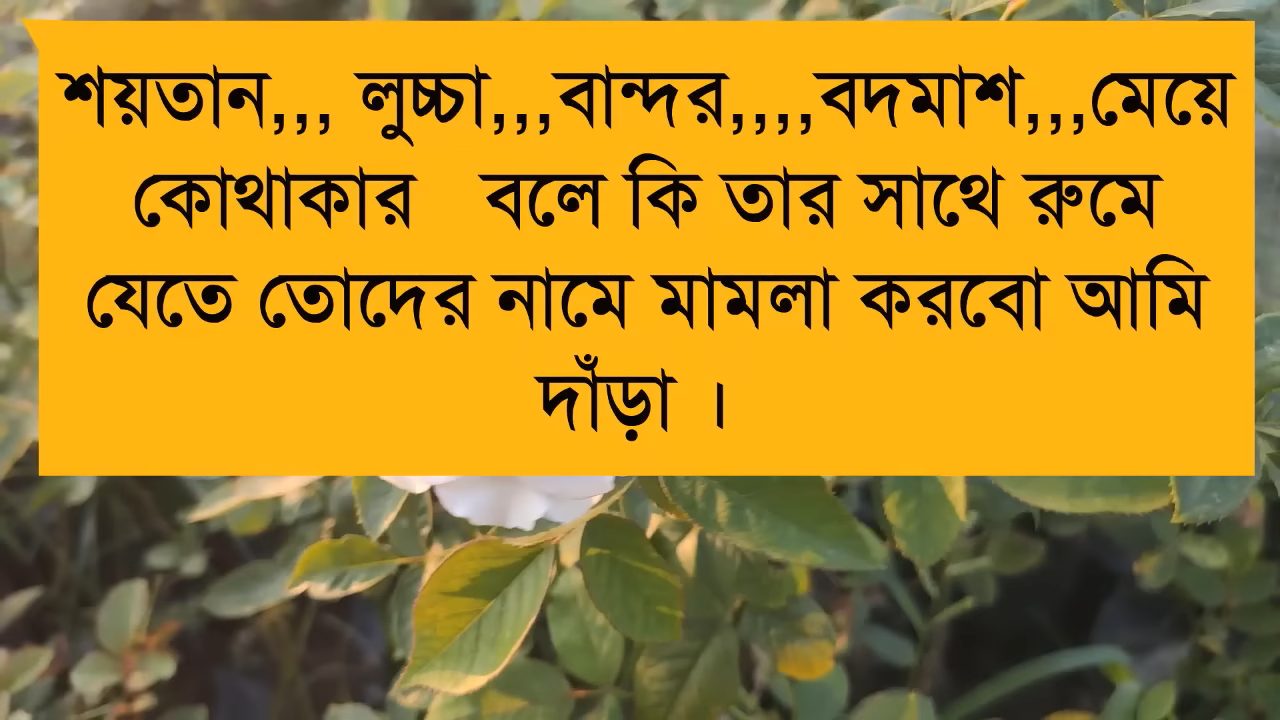 শয়তান,,, লুচ্চা,,,বান্দর,,,,বদমাশ,,,মেয়ে
কোথাকার বলে কি তার সাথে রুমে
যেতে তোদের নামে মামলা করবো আমি
দাঁড়া ।